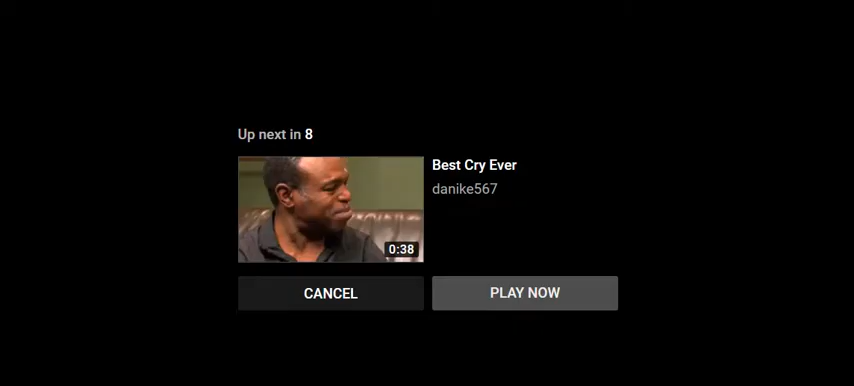 Up next in 8
Best Cry Ever
danike567
0:38
CANCEL
PLAY NOW